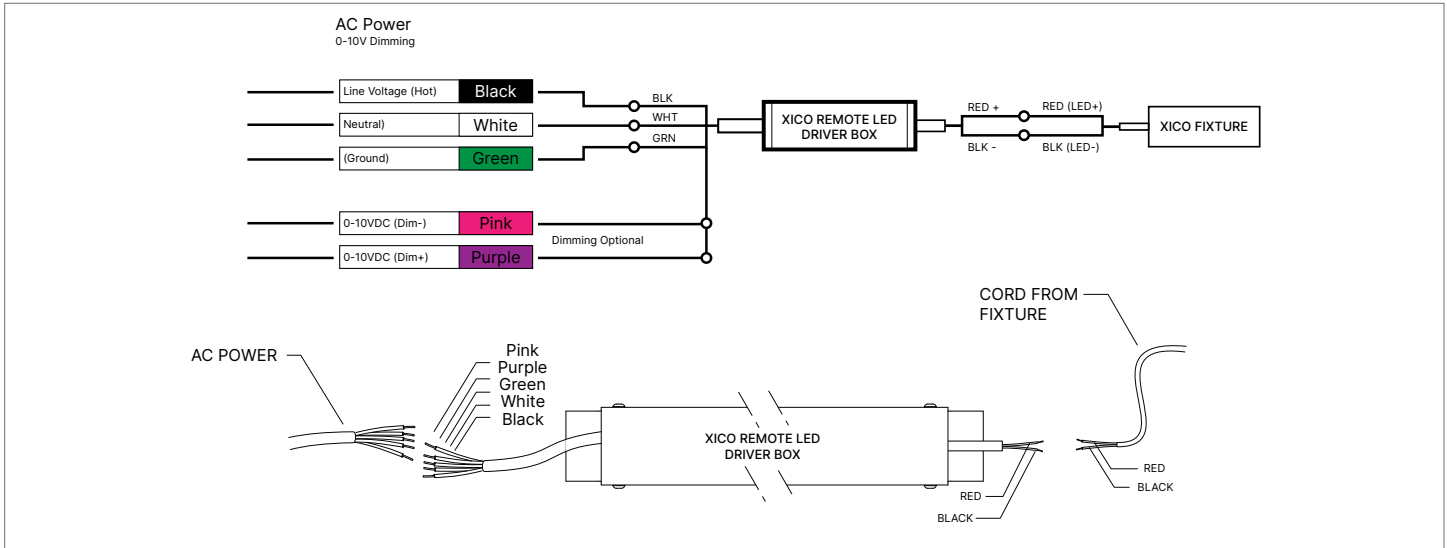 AC Power
0-10V Dimming
Line Voltage (Hot) Black
Neutral) White
(Ground) Green
BLK
WHT
GRN
XICO REMOTE LED
DRIVER BOX
RED +
BLK -
RED (LED+)
BLK (LED-)
XICO FIXTURE
0-10VDC (Dim-) Pink
Dimming Optional
0-10VDC (Dim+) Purple
CORD FROM
FIXTURE
AC POWER
Pink
Purple
Green
White
Black
XICO REMOTE LED
DRIVER BOX
RED
BLACK
RED
BLACK